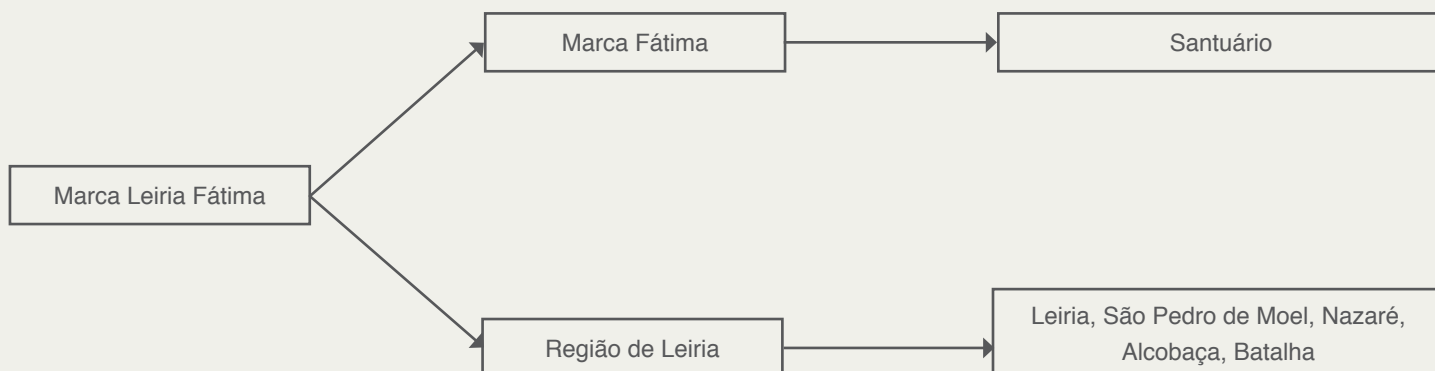 Marca Fátima
Santuário
Marca Leiria Fátima
Região de Leiria
Leiria, São Pedro de Moel, Nazaré,
Alcobaça, Batalha